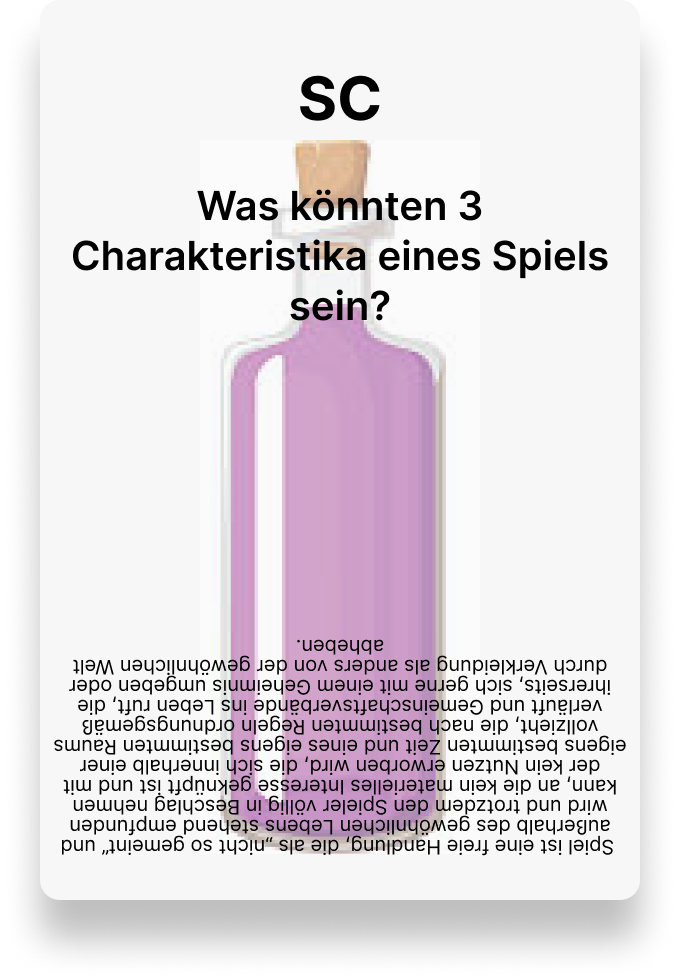 SC
Was könnten 3
Charakteristika eines Spiels
sein?
Spiel ist eine freie Handlung, die als „nicht so gemeint“ und
außerhalb des gewöhnlichen Lebens stehend empfunden
wird und trotzdem den Spieler völlig in Beschlag nehmen
kann, an die kein materielles Interesse geknüpft ist und mit
der kein Nutzen erworben wird, die sich innerhalb einer
eigens bestimmten Zeit und eines eigens bestimmten Raums
vollzieht, die nach bestimmten Regeln ordnungsgemäß
verläuft und Gemeinschaftsverbände ins Leben ruft, die
ihrerseits, sich gerne mit einem Geheimnis umgeben oder
durch Verkleidung als anders von der gewöhnlichen Welt
abheben.